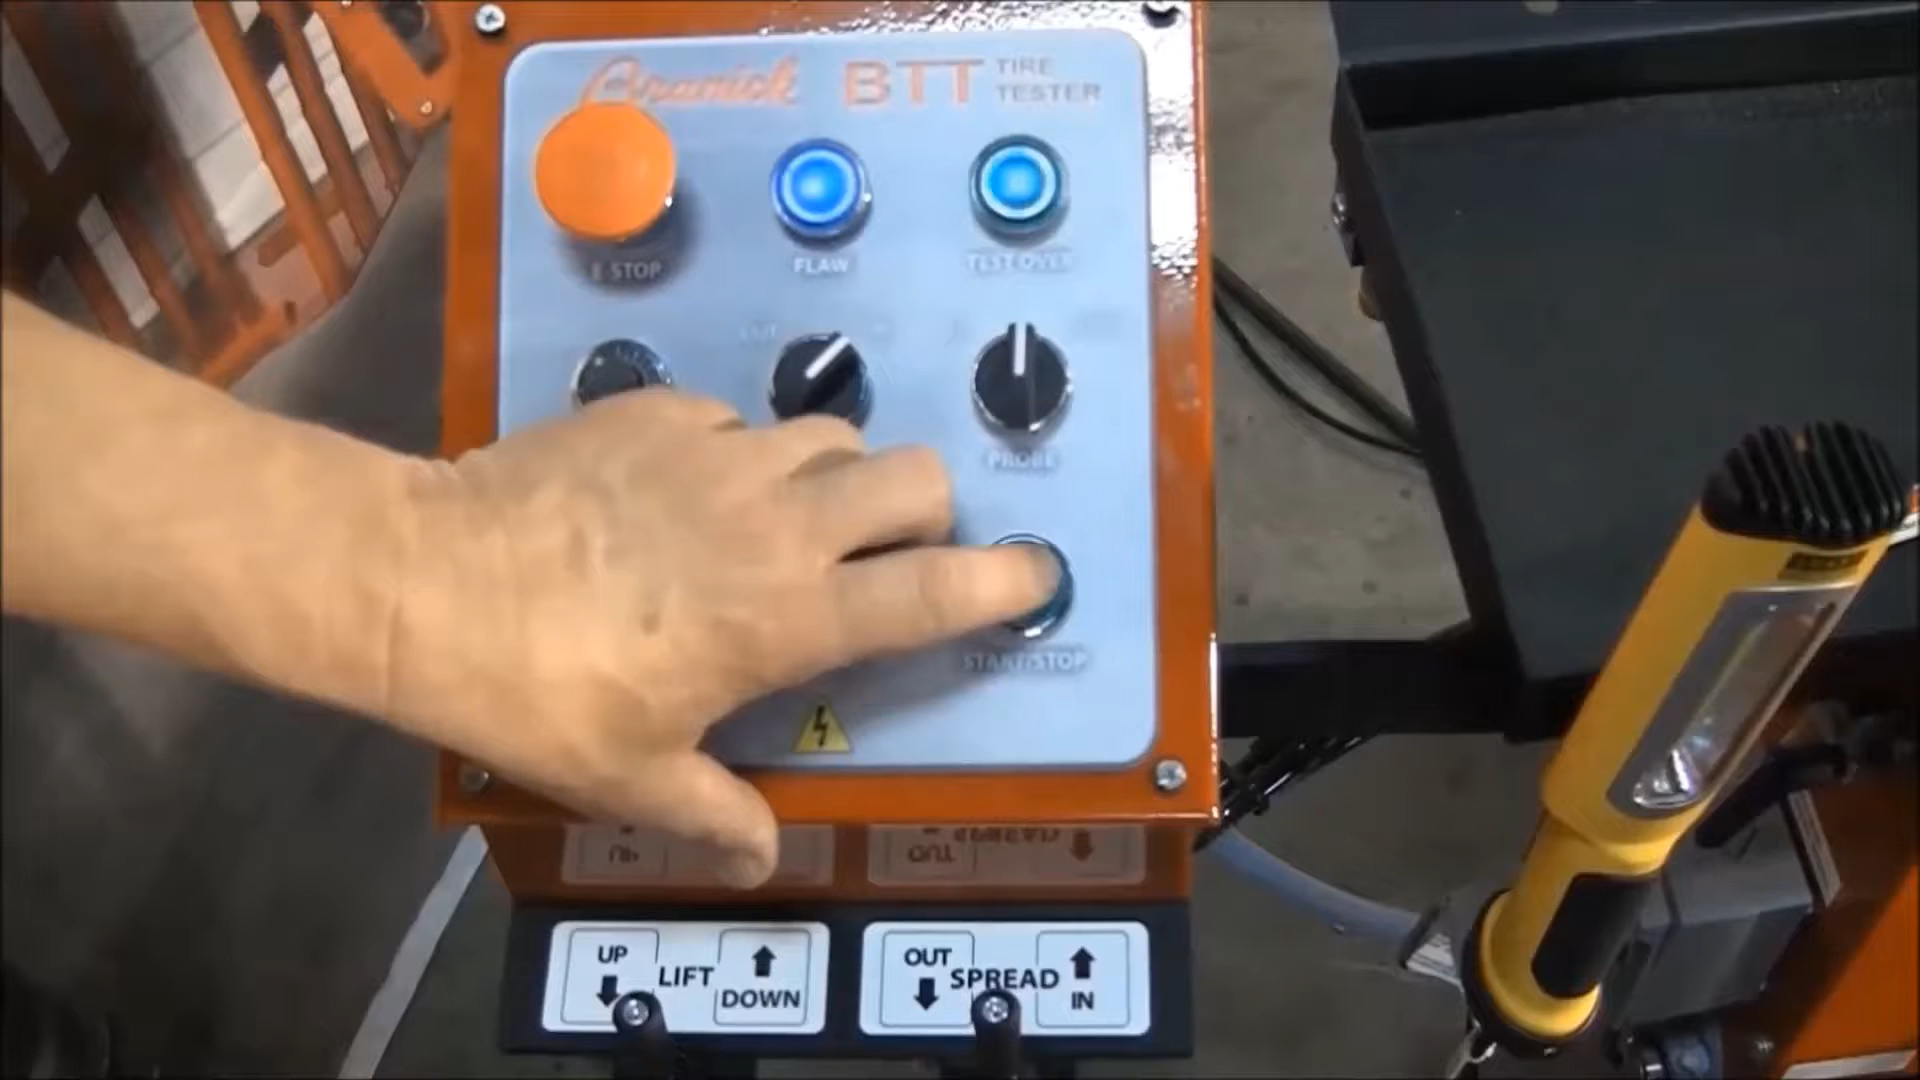 Branick BTT TIRE
TESTER
E-STOP FLAW TEST OVER
PROBE
START/STOP
UP LIFT DOWN
OUT SPREAD IN